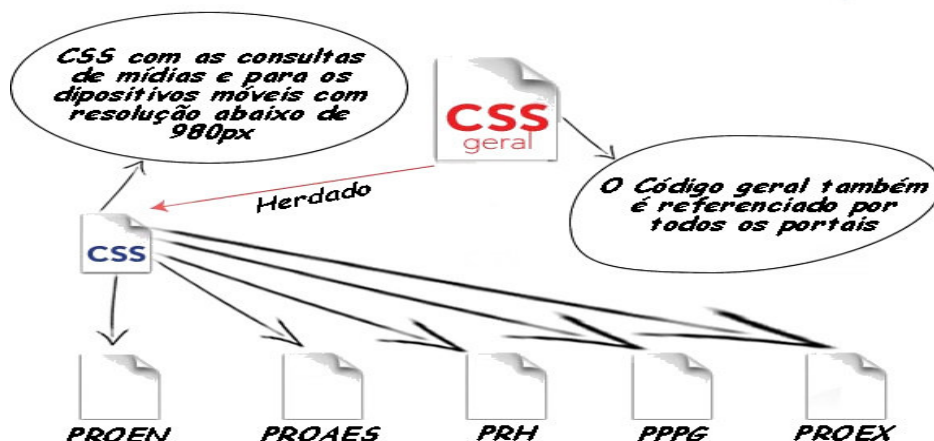 CSS com as consultas
de mídias e para os
dipositivos móveis com
resolução abaixo de
980px
CSS
geral
Herdado
O Código geral também
é referenciado por
todos os portais
CSS
PROEN
PROAES
PRH
PPPG
PROEX